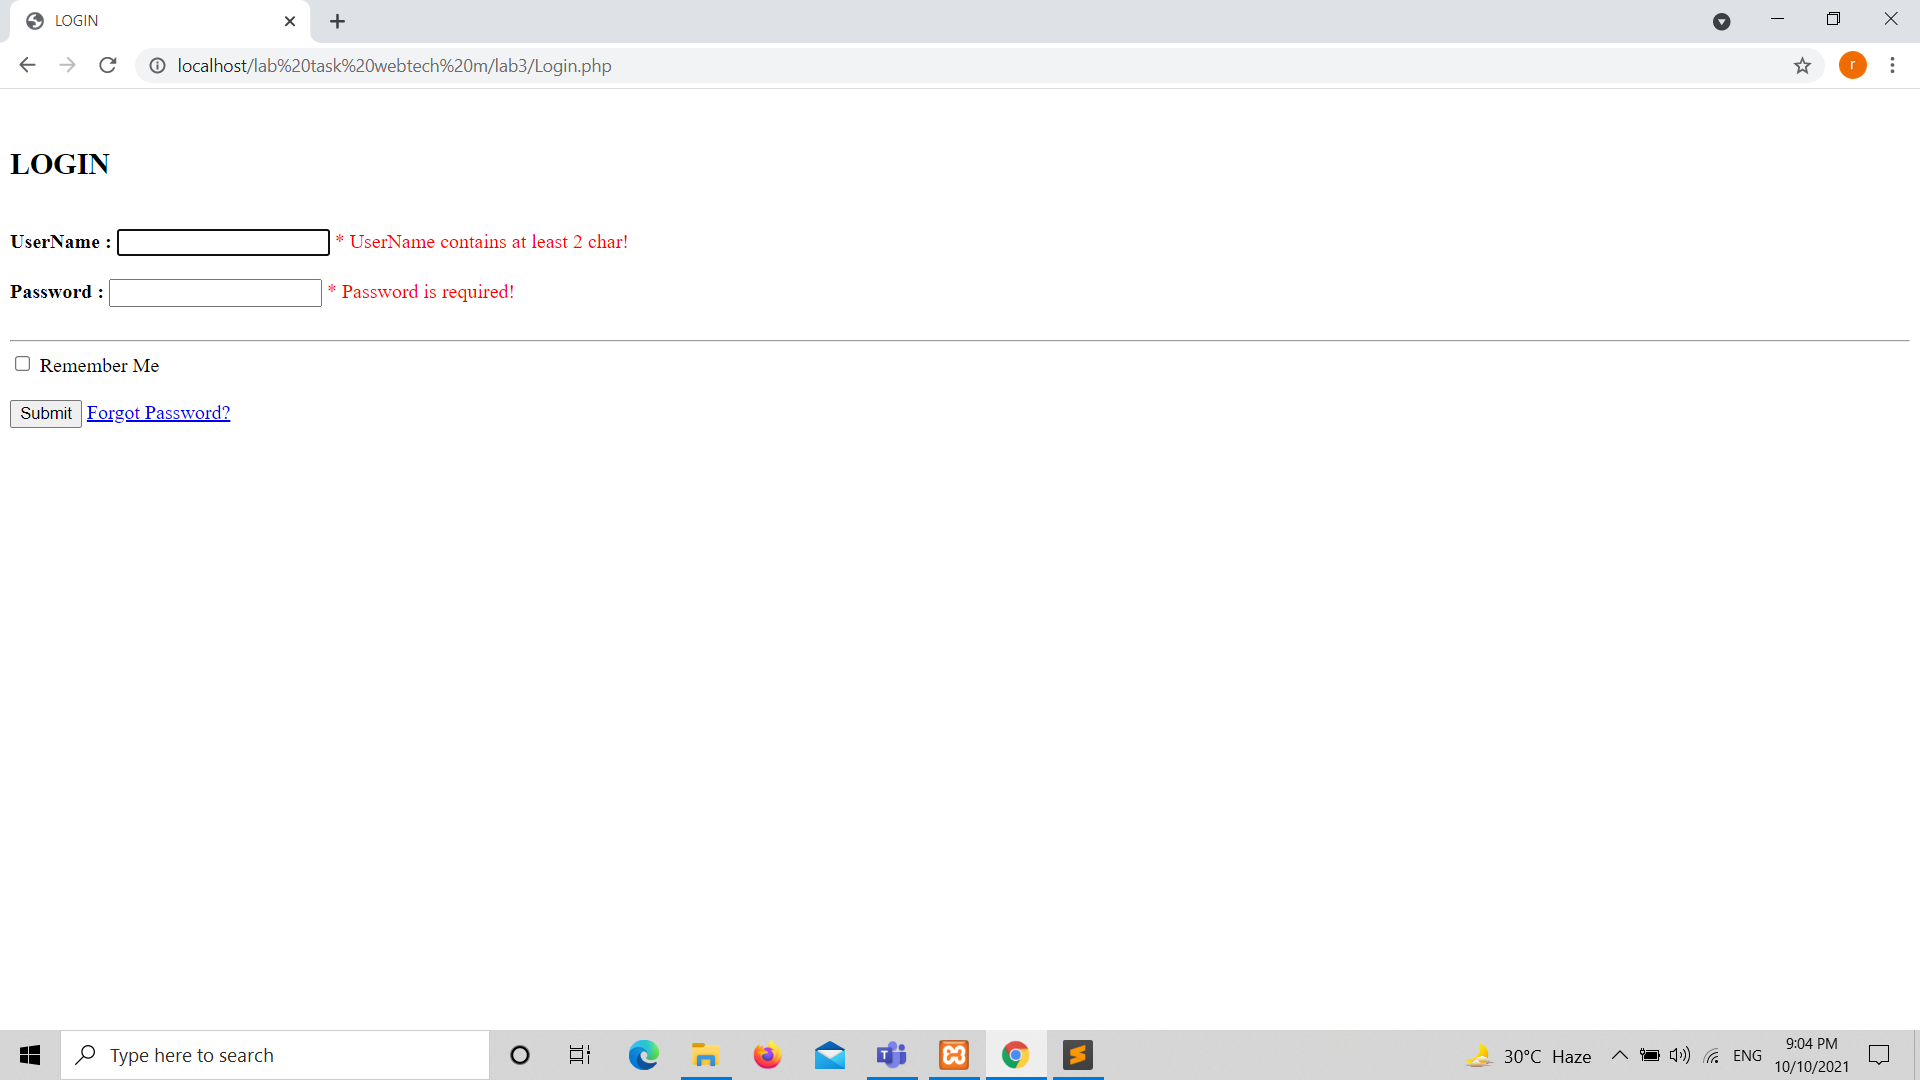 LOGIN
r
localhost/lab%20task%20webtech%20m/lab3/Login.php
LOGIN
UserName : * UserName contains at least 2 char!
Password : * Password is required!
Remember Me
Submit Forgot Password?
Type here to search
30°C Haze
ENG
9:04 PM
10/10/2021